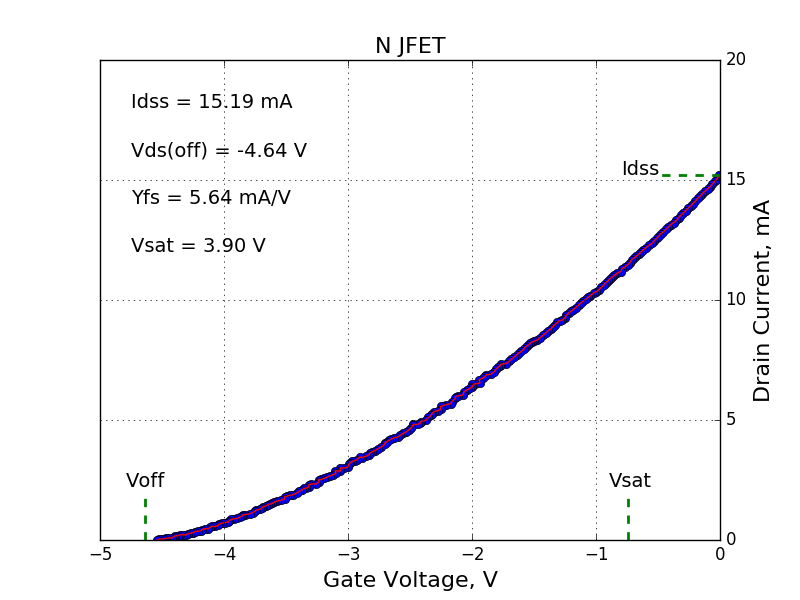 N JFET
Idss = 15.19 mA
Vds(off) = -4.64 V
Yfs = 5.64 mA/V
Vsat = 3.90 V
Idss
Voff
Vsat
20
15
10
5
0
Drain Current, mA
−5 −4 −3 −2 −1 0
Gate Voltage, V